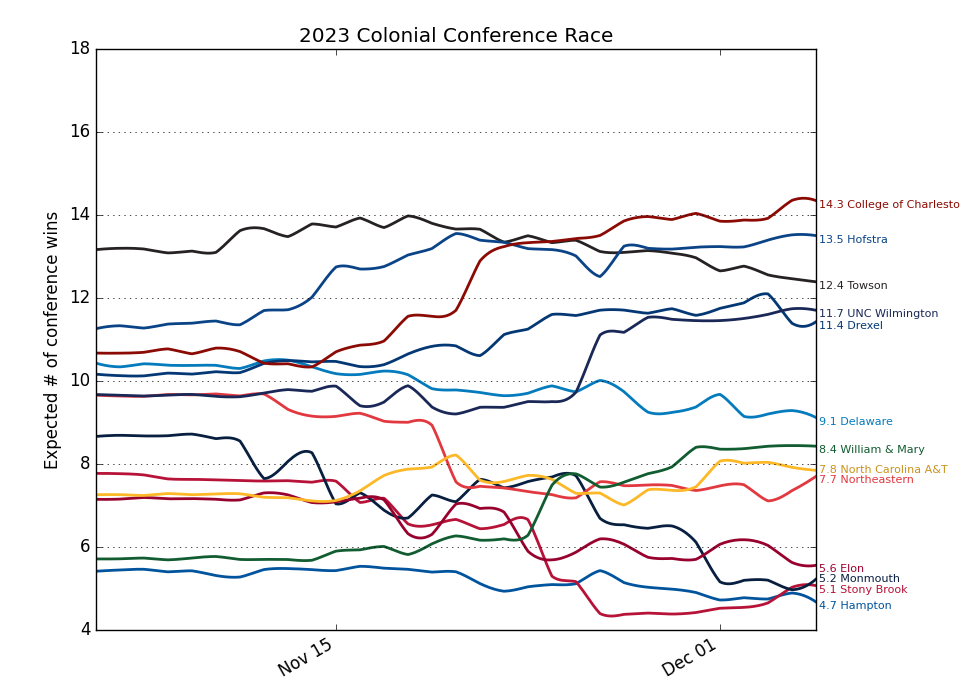 2023 Colonial Conference Race
Expected # of conference wins
18
16
14
12
10
8
6
4
Nov 15
Dec 01
14.3 College of Charlesto
13.5 Hofstra
12.4 Towson
11.7 UNC Wilmington
11.4 Drexel
9.1 Delaware
8.4 William & Mary
7.8 North Carolina A&T
7.7 Northeastern
5.6 Elon
5.2 Monmouth
5.1 Stony Brook
4.7 Hampton